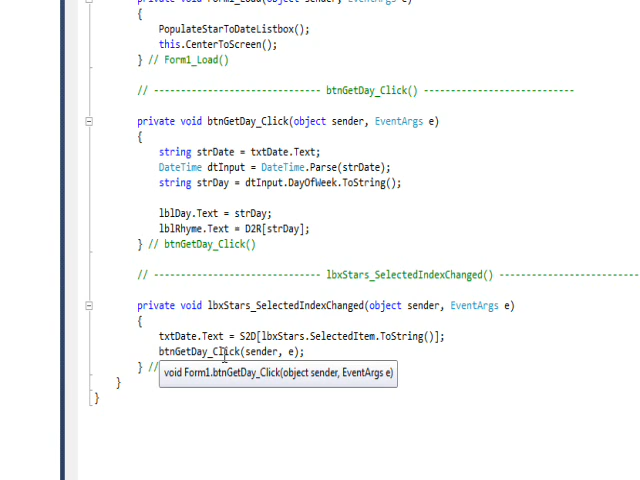 private void Form1_Load(object sender, EventArgs e)
{
PopulateStarToDateListbox();
this.CenterToScreen();
} // Form1_Load()
// ------------------------------ btnGetDay_Click() ---------------------------
private void btnGetDay_Click(object sender, EventArgs e)
{
string strDate = txtDate.Text;
DateTime dtInput = DateTime.Parse(strDate);
string strDay = dtInput.DayOfWeek.ToString();
lblDay.Text = strDay;
lblRhyme.Text = D2R[strDay];
} // btnGetDay_Click()
// ------------------------------ lbxStars_SelectedIndexChanged() -------------------------
private void lbxStars_SelectedIndexChanged(object sender, EventArgs e)
{
txtDate.Text = S2D[lbxStars.SelectedItem.ToString()];
btnGetDay_Click(sender, e);
} //
void Form1.btnGetDay_Click(object sender, EventArgs e)
}
}